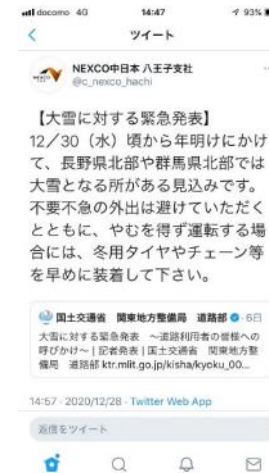 docomo 4G 14:47 93%
ツイート
NEXCO中日本 八王子支社
@c_nexco_hachi
【大雪に対する緊急発表】
12／30（水）頃から年明けにかけ
て、長野県北部や群馬県北部では
大雪となる所がある見込みです。
不要不急の外出は避けていただく
とともに、やむを得ず運転する場
合には、冬用タイヤやチェーン等
を早めに装着して下さい。
国土交通省 関東地方整備局 道路部 · 6日
大雪に対する緊急発表 〜道路利用者の皆様への
呼びかけ〜 | 記者発表 | 国土交通省 関東地方整
備局 道路部 ktr.mlit.go.jp/kisha/kyoku_00...
14:57 · 2020/12/28 · Twitter Web App
返信をツイート